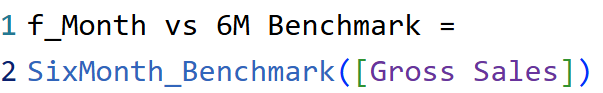 1 f_Month vs 6M Benchmark =
2 SixMonth_Benchmark([Gross Sales])